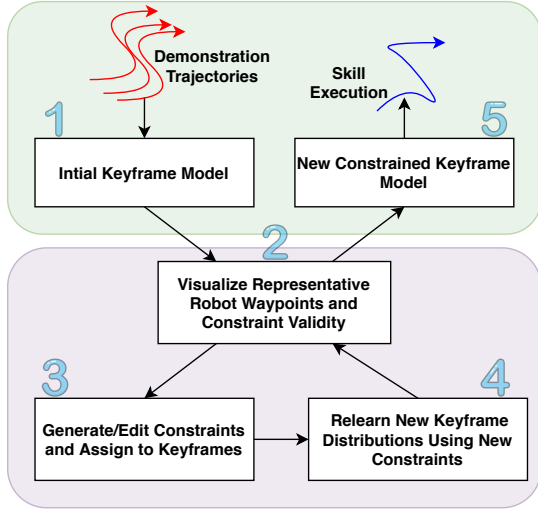 Demonstration
Trajectories
Skill
Execution
1
5
Intial Keyframe Model
New Constrained Keyframe
Model
2
Visualize Representative
Robot Waypoints and
Constraint Validity
3
4
Generate/Edit Constraints
and Assign to Keyframes
Relearn New Keyframe
Distributions Using New
Constraints